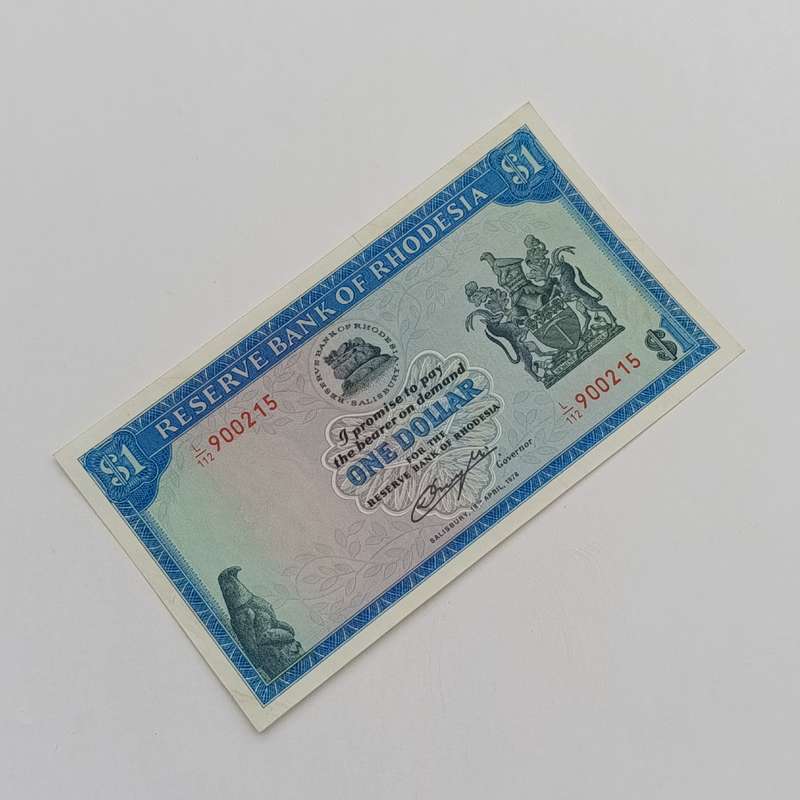 $1
RESERVE BANK OF RHODESIA
$1
RESERVE BANK OF RHODESIA
· SALISBURY ·
L/112 900215
I promise to pay
the bearer on demand
ONE DOLLAR
FOR THE
RESERVE BANK OF RHODESIA
Governor
SALISBURY, 18TH APRIL, 1978
$
L/112 900215